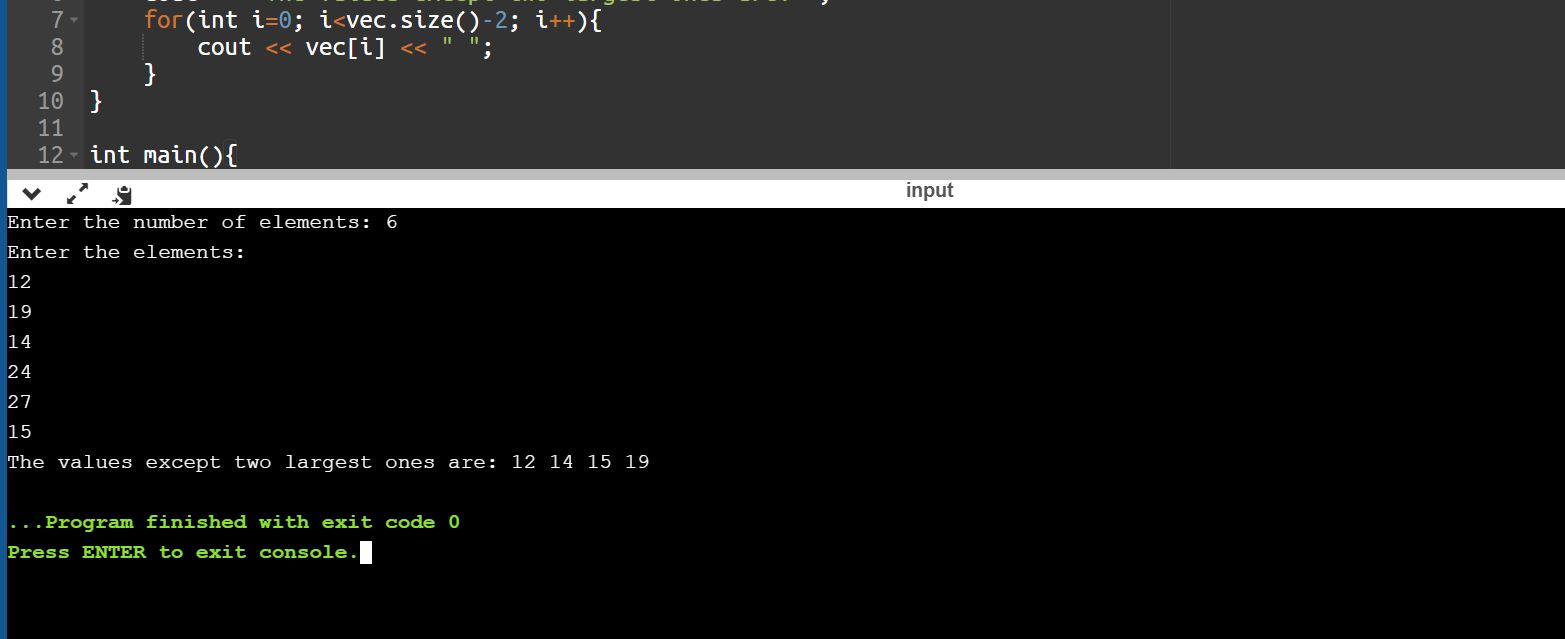 7 for(int i=0; i<vec.size()-2; i++){
8 cout << vec[i] << " ";
9 }
10 }
11
12 int main(){
input
Enter the number of elements: 6
Enter the elements:
12
19
14
24
27
15
The values except two largest ones are: 12 14 15 19
...Program finished with exit code 0
Press ENTER to exit console.